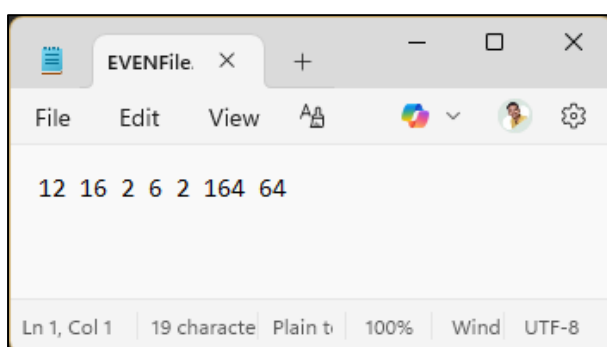 EVENFile.
File Edit View
12 16 2 6 2 164 64
Ln 1, Col 1 19 characte Plain t 100% Wind UTF-8